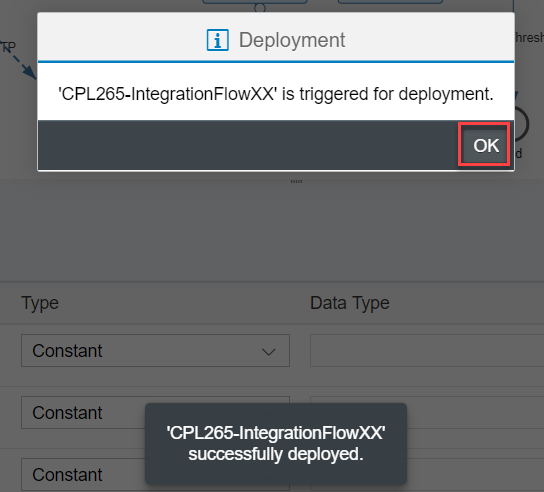 TP
Deployment
hresh
'CPL265-IntegrationFlowXX' is triggered for deployment.
OK
d
Type
Data Type
Constant
Constant
'CPL265-IntegrationFlowXX'
successfully deployed.
Constant